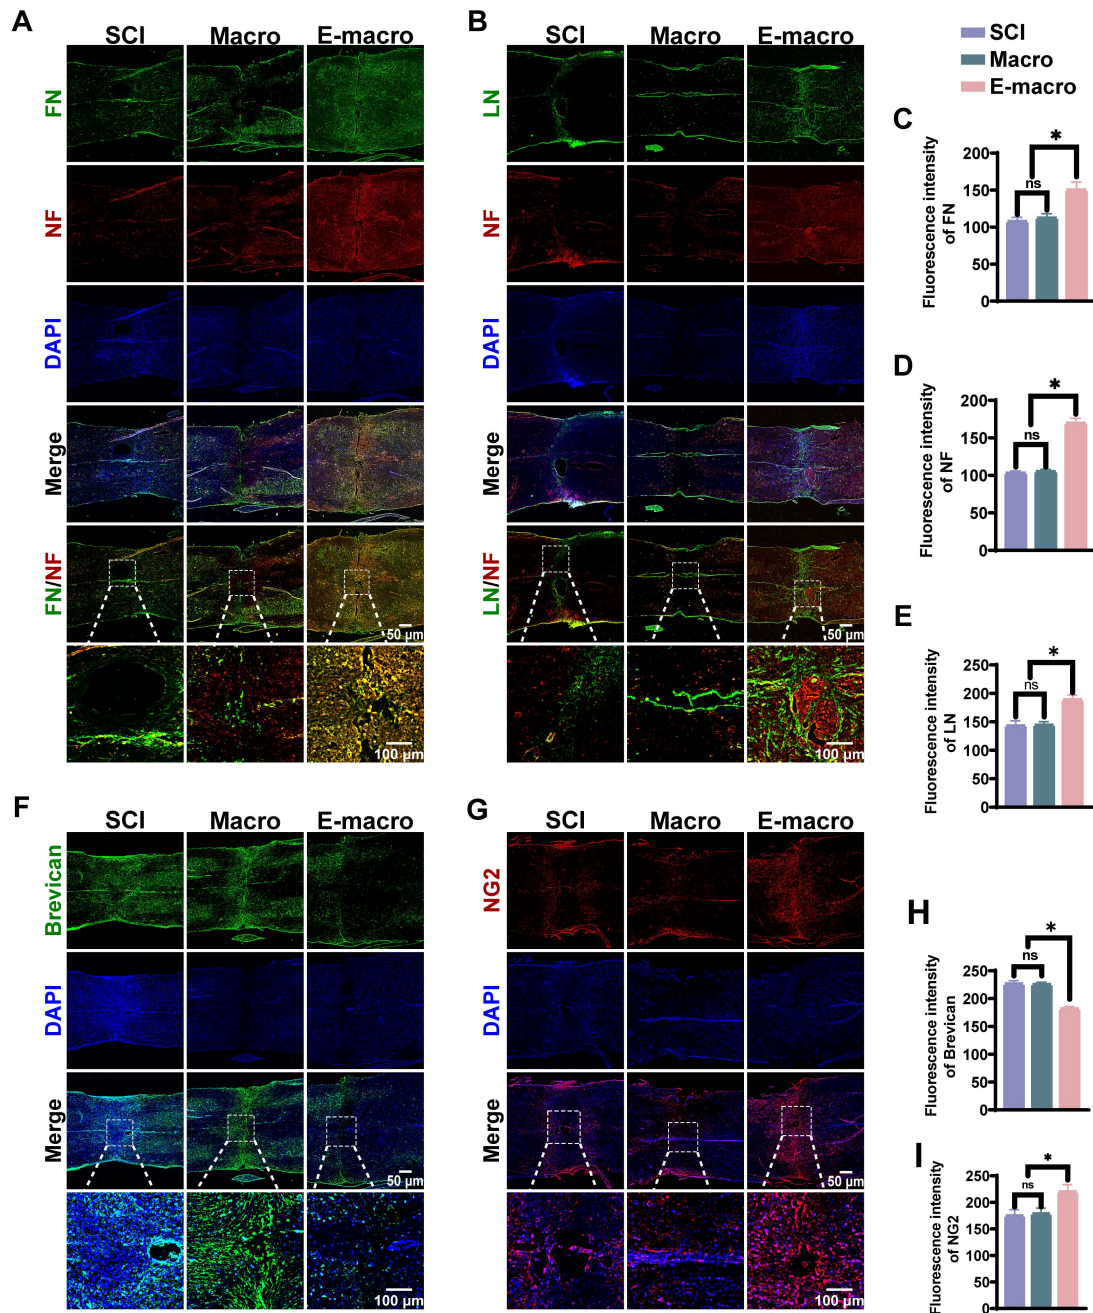 A
SCI Macro E-macro
FN
NF
DAPI
Merge
FN/NF
50 µm
100 µm
B
SCI Macro E-macro
LN
NF
DAPI
Merge
LN/NF
50 µm
100 µm
SCI
Macro
E-macro
C
Fluorescence intensity
of FN
200
150
100
50
0
ns
*
D
Fluorescence intensity
of NF
200
150
100
50
0
ns
*
E
Fluorescence intensity
of LN
250
200
150
100
50
0
ns
*
F
SCI Macro E-macro
Brevican
DAPI
Merge
50 µm
100 µm
G
SCI Macro E-macro
NG2
DAPI
Merge
50 µm
100 µm
H
Fluorescence intensity
of Brevican
250
200
150
100
50
0
ns
*
I
Fluorescence intensity
of NG2
250
200
150
100
50
0
ns
*